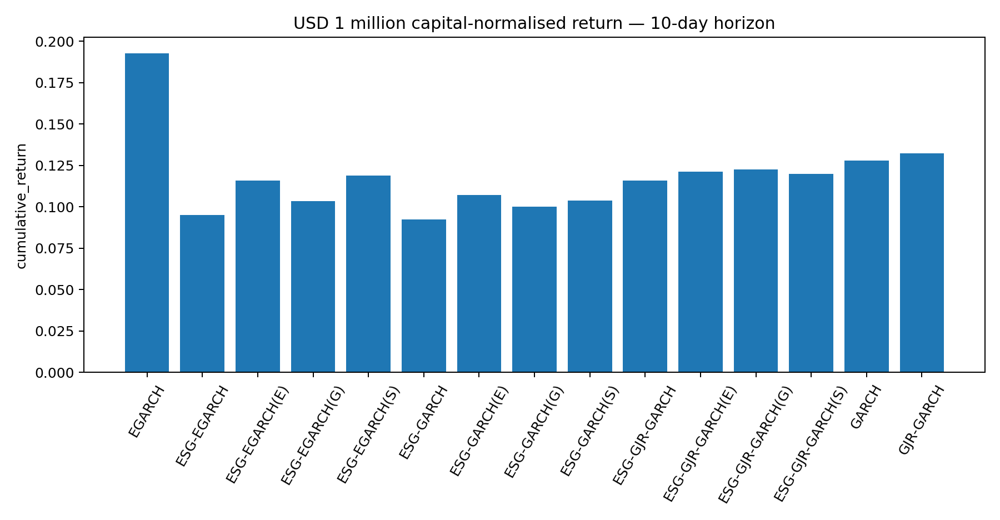 USD 1 million capital-normalised return — 10-day horizon
cumulative_return
0.200
0.175
0.150
0.125
0.100
0.075
0.050
0.025
0.000
EGARCH
ESG-EGARCH
ESG-EGARCH(E)
ESG-EGARCH(G)
ESG-EGARCH(S)
ESG-GARCH
ESG-GARCH(E)
ESG-GARCH(G)
ESG-GARCH(S)
ESG-GJR-GARCH
ESG-GJR-GARCH(E)
ESG-GJR-GARCH(G)
ESG-GJR-GARCH(S)
GARCH
GJR-GARCH